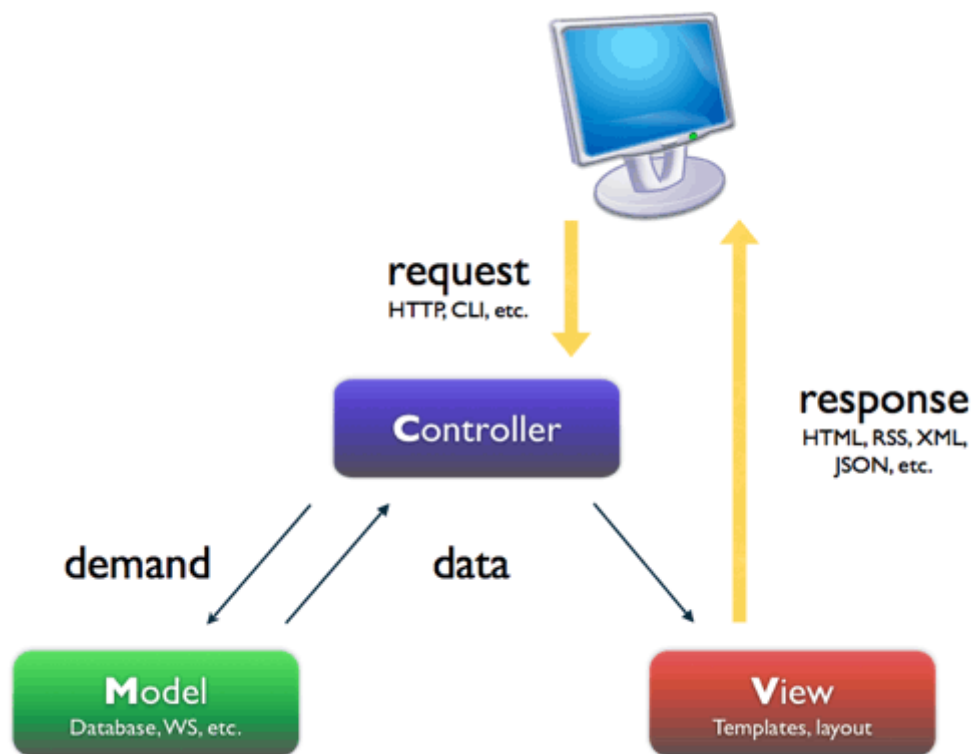 request
HTTP, CLI, etc.
Controller
response
HTML, RSS, XML,
JSON, etc.
demand
data
Model
Database, WS, etc.
View
Templates, layout